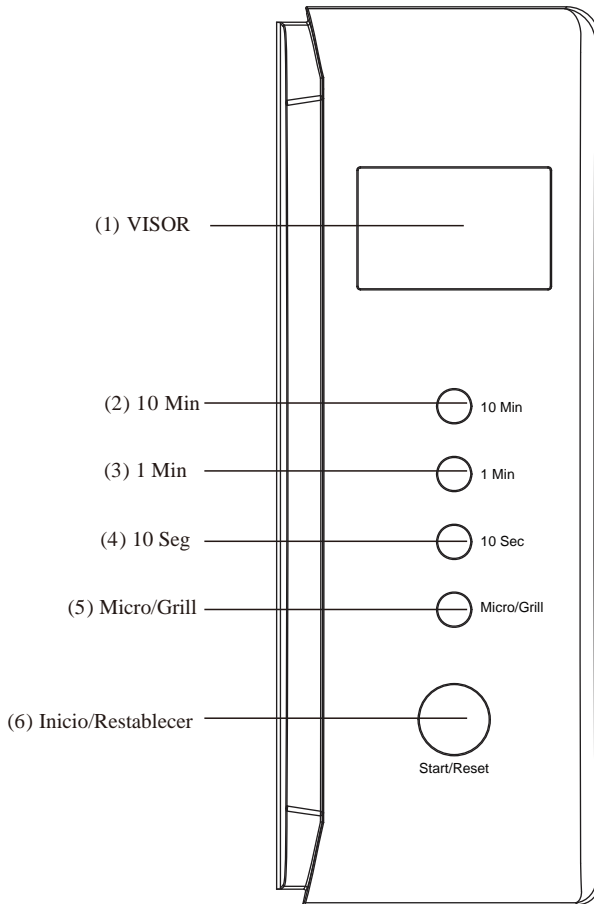 (1) VISOR
(2) 10 Min
10 Min
(3) 1 Min
1 Min
(4) 10 Seg
10 Sec
(5) Micro/Grill
Micro/Grill
(6) Inicio/Restablecer
Start/Reset